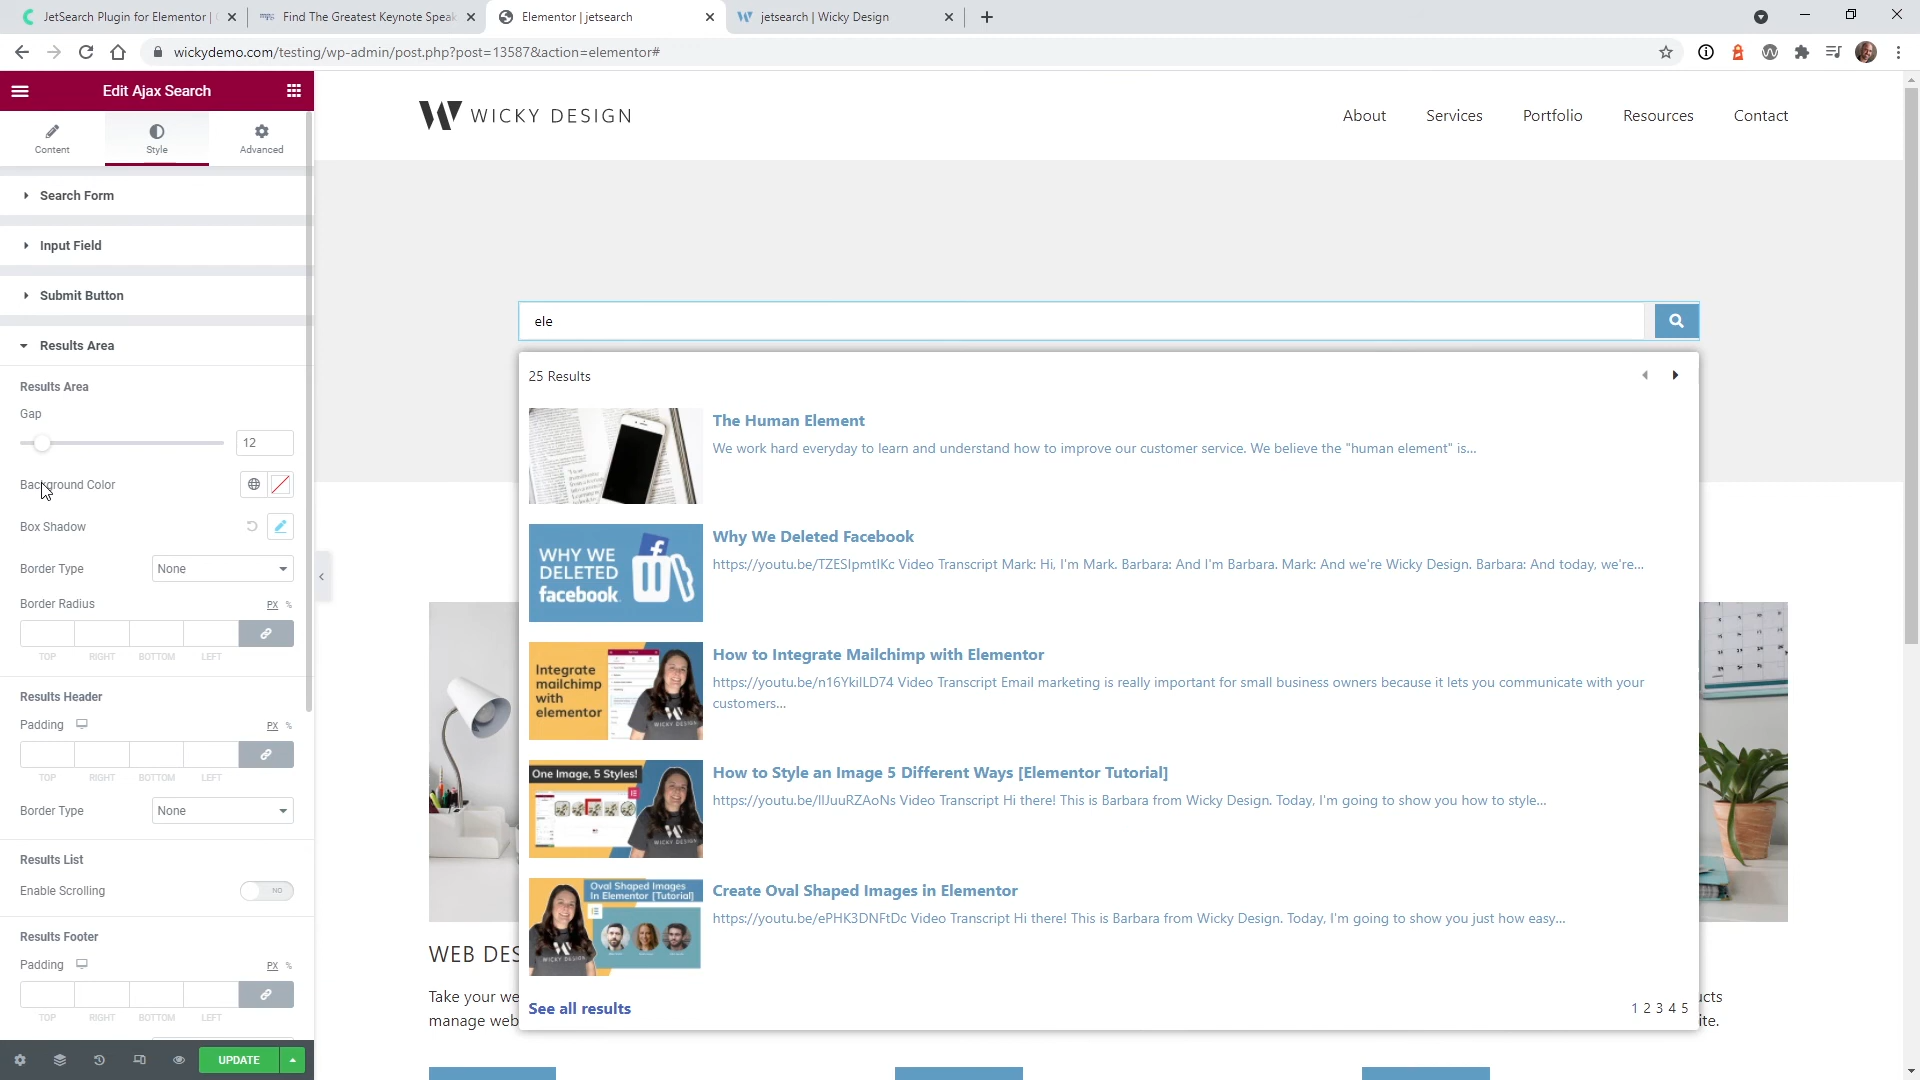 JetSearch Plugin for Elementor |
Find The Greatest Keynote Speak
Elementor | jetsearch
jetsearch | Wicky Design
wickydemo.com/testing/wp-admin/post.php?post=13587&action=elementor#
Edit Ajax Search
Content
Style
Advanced
Search Form
Input Field
Submit Button
Results Area
Results Area
Gap
12
Background Color
Box Shadow
Border Type
None
Border Radius
PX %
TOP RIGHT BOTTOM LEFT
Results Header
Padding
PX %
TOP RIGHT BOTTOM LEFT
Border Type
None
Results List
Enable Scrolling
NO
Results Footer
Padding
PX %
TOP RIGHT BOTTOM LEFT
UPDATE
WICKY DESIGN
About Services Portfolio Resources Contact
ele
25 Results
The Human Element
We work hard everyday to learn and understand how to improve our customer service. We believe the "human element" is...
WHY WE
DELETED
facebook.
Why We Deleted Facebook
https://youtu.be/TZESlpmtlKc Video Transcript Mark: Hi, I'm Mark. Barbara: And I'm Barbara. Mark: And we're Wicky Design. Barbara: And today, we're...
Integrate
mailchimp
with
elementor
WICKY DESIGN
How to Integrate Mailchimp with Elementor
https://youtu.be/n16YkilLD74 Video Transcript Email marketing is really important for small business owners because it lets you communicate with your
customers...
One Image, 5 Styles!
WICKY DESIGN
How to Style an Image 5 Different Ways [Elementor Tutorial]
https://youtu.be/IIJuuRZAoNs Video Transcript Hi there! This is Barbara from Wicky Design. Today, I'm going to show you how to style...
Oval Shaped Images
In Elementor [Tutorial]
WICKY DESIGN
Create Oval Shaped Images in Elementor
https://youtu.be/ePHK3DNFtDc Video Transcript Hi there! This is Barbara from Wicky Design. Today, I'm going to show you just how easy...
See all results
1 2 3 4 5
WEB DES
Take your we
manage web
ucts
ite.